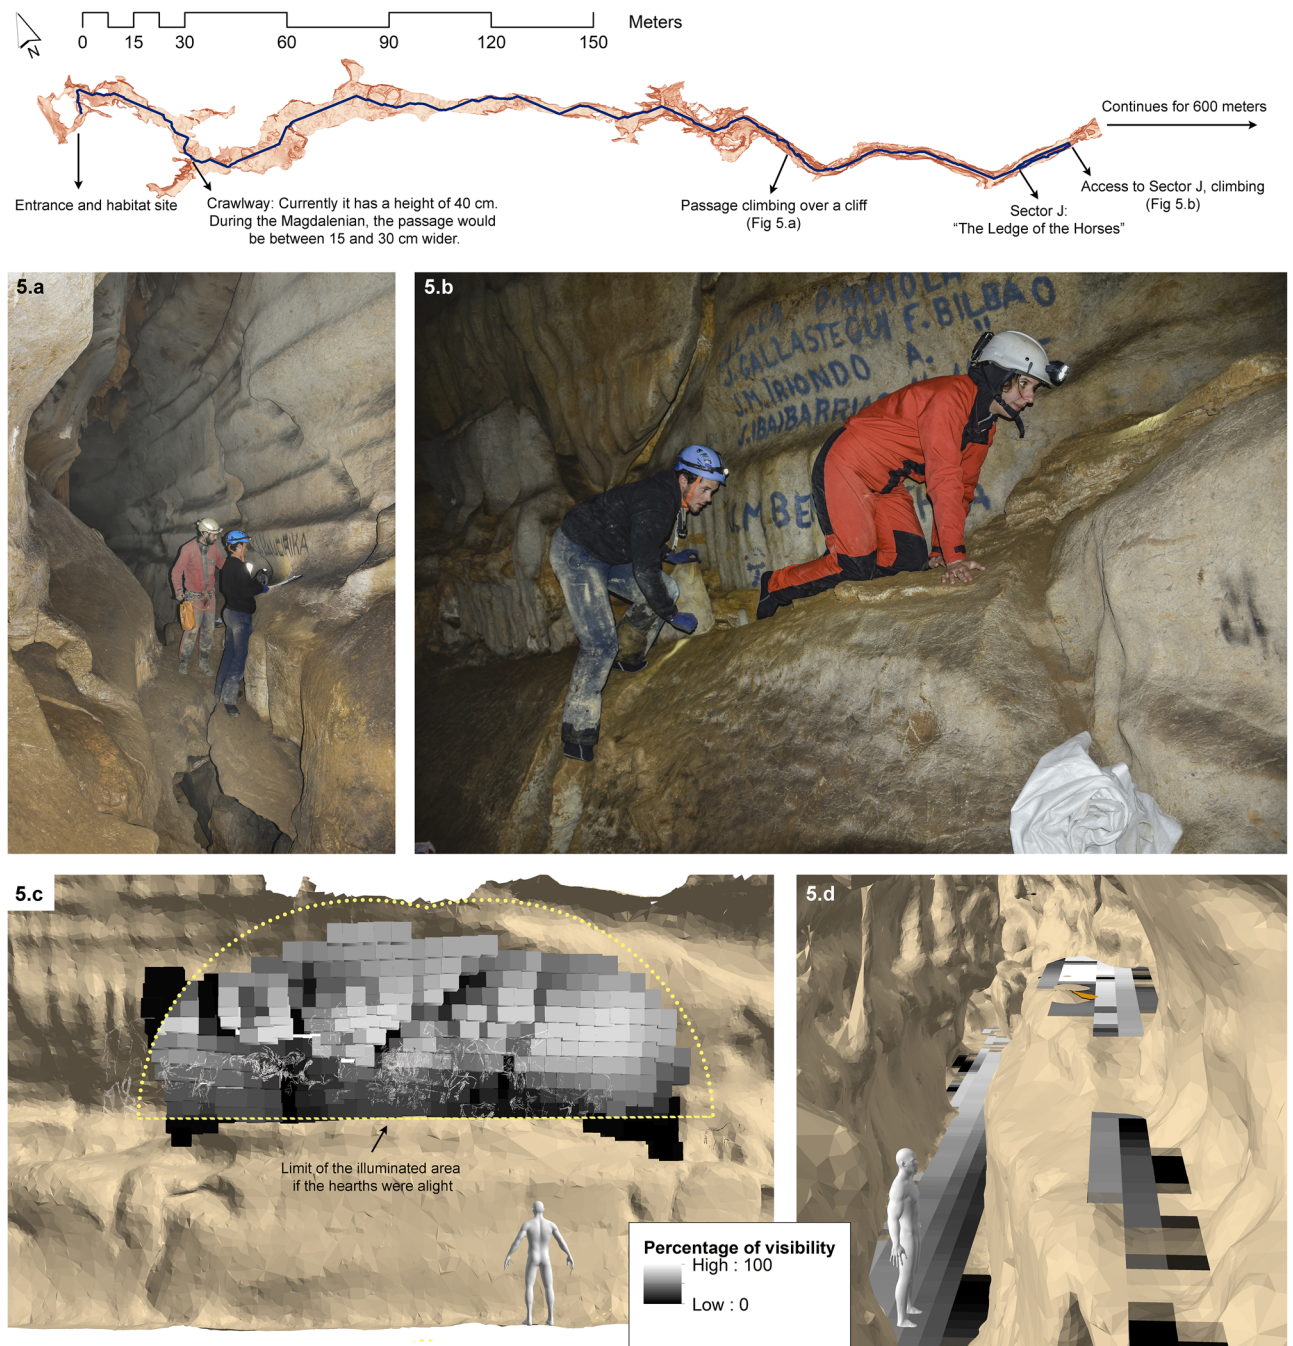 Meters
N
0 15 30 60 90 120 150
Continues for 600 meters
Entrance and habitat site
Crawlway: Currently it has a height of 40 cm.
During the Magdalenian, the passage would
be between 15 and 30 cm wider.
Passage climbing over a cliff
(Fig 5.a)
Sector J:
“The Ledge of the Horses”
Access to Sector J, climbing
(Fig 5.b)
5.a
5.b
J. GALLASTEGUI F. BILBAO
J.M. IRIONDO A.
5.c
Limit of the illuminated area
if the hearths were alight
5.d
Percentage of visibility
High : 100
Low : 0